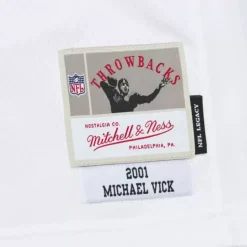 THROWBACKS
NFL
NOSTALGIA CO.
Mitchell & Ness
PHILADELPHIA, PA.
NFL LEGACY
2001
MICHAEL VICK